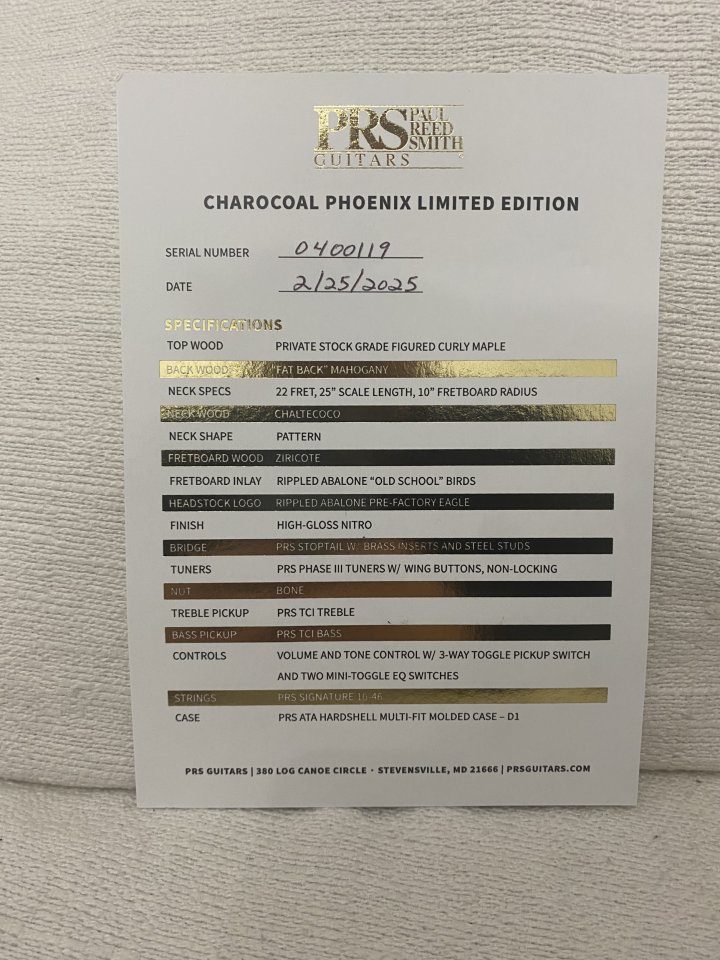 PRS PAUL REED SMITH
GUITARS
CHAROCOAL PHOENIX LIMITED EDITION
SERIAL NUMBER 0400119
DATE 2/25/2025
SPECIFICATIONS
TOP WOOD PRIVATE STOCK GRADE FIGURED CURLY MAPLE
BACK WOOD "FAT BACK" MAHOGANY
NECK SPECS 22 FRET, 25" SCALE LENGTH, 10" FRETBOARD RADIUS
NECK WOOD CHALTECOCO
NECK SHAPE PATTERN
FRETBOARD WOOD ZIRICOTE
FRETBOARD INLAY RIPPLED ABALONE "OLD SCHOOL" BIRDS
HEADSTOCK LOGO RIPPLED ABALONE PRE-FACTORY EAGLE
FINISH HIGH-GLOSS NITRO
BRIDGE PRS STOPTAIL W/ BRASS INSERTS AND STEEL STUDS
TUNERS PRS PHASE III TUNERS W/ WING BUTTONS, NON-LOCKING
NUT BONE
TREBLE PICKUP PRS TCI TREBLE
BASS PICKUP PRS TCI BASS
CONTROLS VOLUME AND TONE CONTROL W/ 3-WAY TOGGLE PICKUP SWITCH
AND TWO MINI-TOGGLE EQ SWITCHES
STRINGS PRS SIGNATURE 10-46
CASE PRS ATA HARDSHELL MULTI-FIT MOLDED CASE – D1
PRS GUITARS | 380 LOG CANOE CIRCLE · STEVENSVILLE, MD 21666 | PRSGUITARS.COM